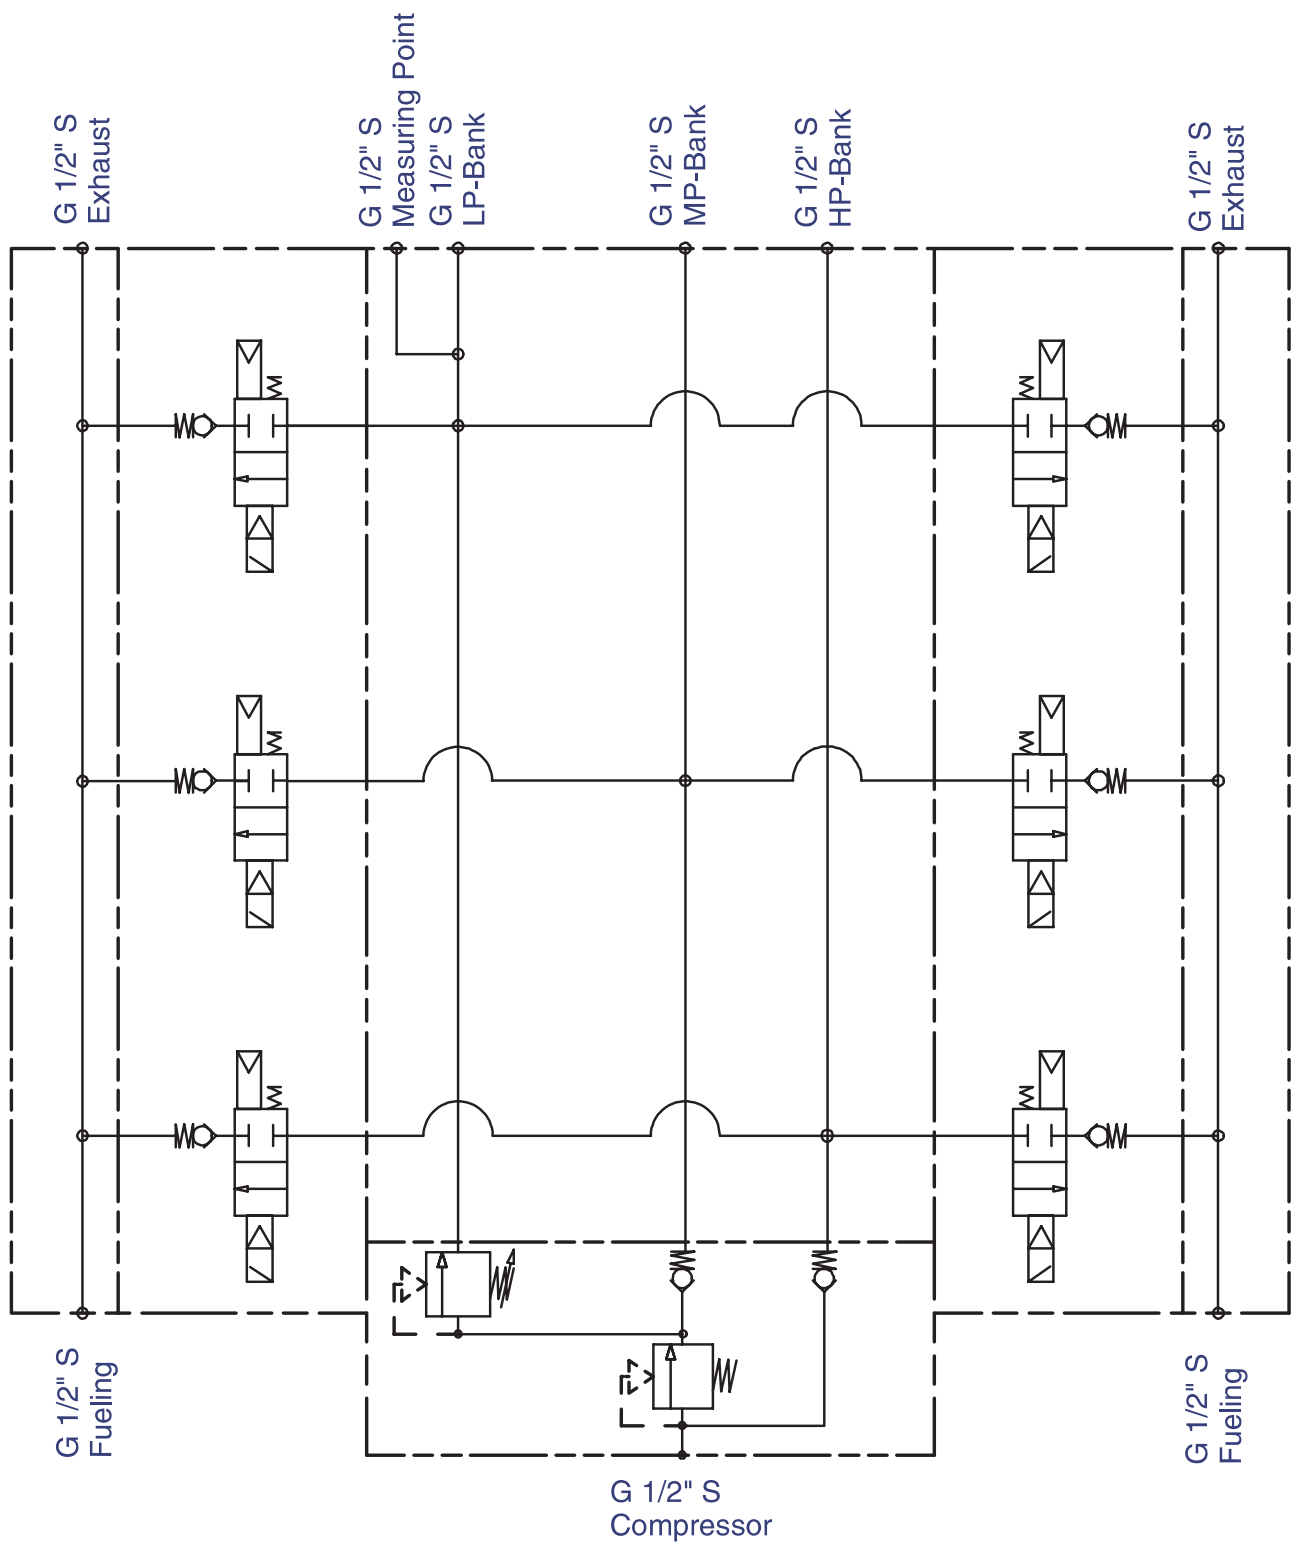 G 1/2" S
Exhaust
G 1/2" S
Measuring Point
G 1/2" S
LP-Bank
G 1/2" S
MP-Bank
G 1/2" S
HP-Bank
G 1/2" S
Exhaust
G 1/2" S
Fueling
G 1/2" S
Compressor
G 1/2" S
Fueling